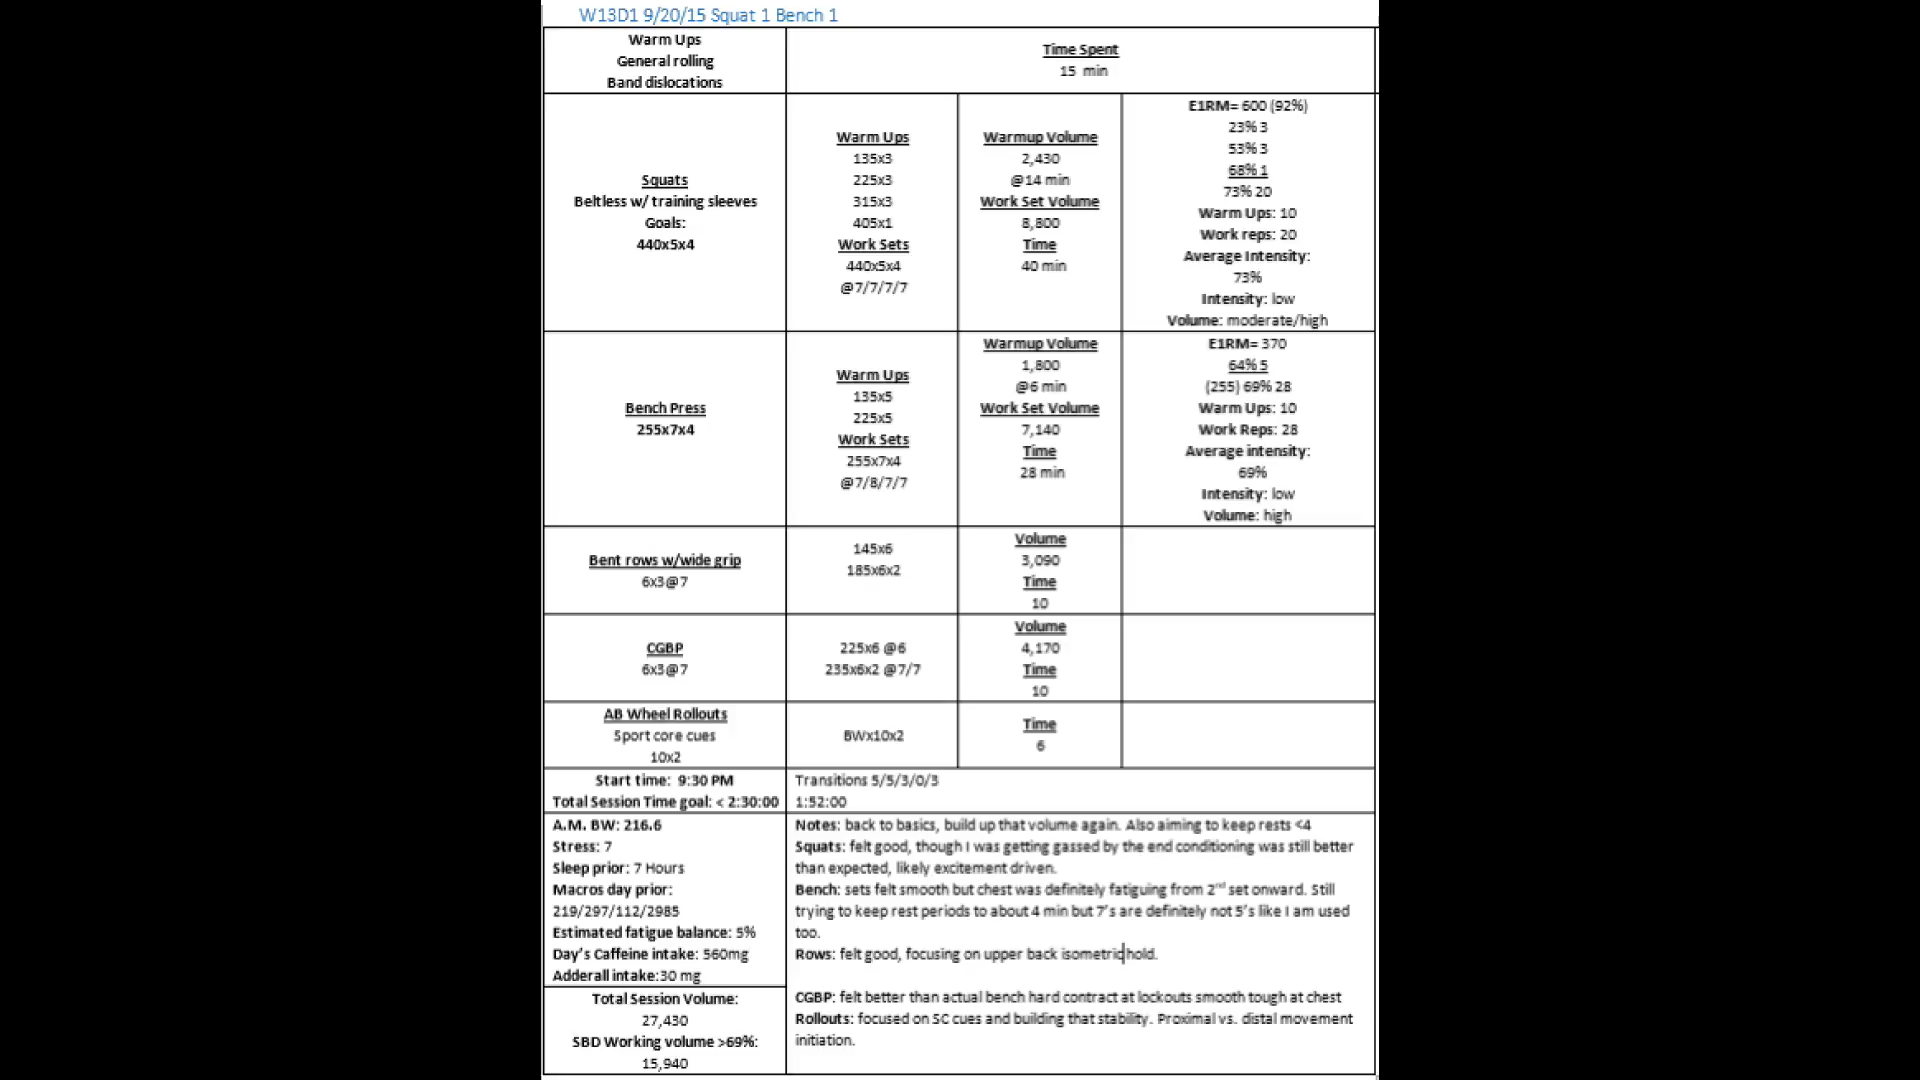 W13D1 9/20/15 Squat 1 Bench 1
Warm Ups
General rolling
Band dislocations
Time Spent
15 min
Squats
Beltless w/ training sleeves
Goals:
440x5x4
Warm Ups
135x3
225x3
315x3
405x1
Work Sets
440x5x4
@7/7/7/7
Warmup Volume
2,430
@14 min
Work Set Volume
8,800
Time
40 min
E1RM= 600 (92%)
23% 3
53% 3
68% 1
73% 20
Warm Ups: 10
Work reps: 20
Average Intensity:
73%
Intensity: low
Volume: moderate/high
Bench Press
255x7x4
Warm Ups
135x5
225x5
Work Sets
255x7x4
@7/8/7/7
Warmup Volume
1,800
@6 min
Work Set Volume
7,140
Time
28 min
E1RM= 370
64% 5
(255) 69% 28
Warm Ups: 10
Work Reps: 28
Average intensity:
69%
Intensity: low
Volume: high
Bent rows w/wide grip
6x3@7
145x6
185x6x2
Volume
3,090
Time
10
CGBP
6x3@7
225x6 @6
235x6x2 @7/7
Volume
4,170
Time
10
AB Wheel Rollouts
Sport core cues
10x2
BWx10x2
Time
6
Start time: 9:30 PM
Total Session Time goal: < 2:30:00
Transitions 5/5/3/0/3
1:52:00
A.M. BW: 216.6
Stress: 7
Sleep prior: 7 Hours
Macros day prior:
219/297/112/2985
Estimated fatigue balance: 5%
Day's Caffeine intake: 560mg
Adderall intake:30 mg
Total Session Volume:
27,430
SBD Working volume >69%:
15,940
Notes: back to basics, build up that volume again. Also aiming to keep rests <4
Squats: felt good, though I was getting gassed by the end conditioning was still better
than expected, likely excitement driven.
Bench: sets felt smooth but chest was definitely fatiguing from 2nd set onward. Still
trying to keep rest periods to about 4 min but 7's are definitely not 5's like I am used
too.
Rows: felt good, focusing on upper back isometric hold.
CGBP: felt better than actual bench hard contract at lockouts smooth tough at chest
Rollouts: focused on SC cues and building that stability. Proximal vs. distal movement
initiation.